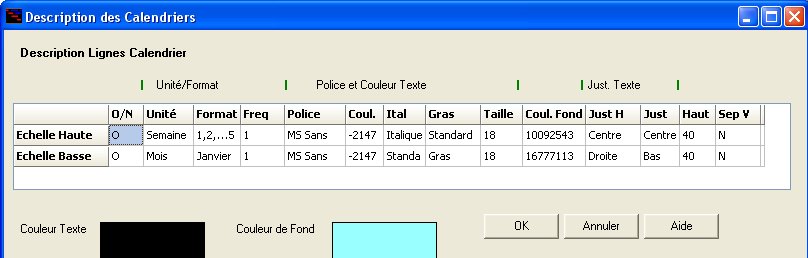 Description des Calendriers
Description Lignes Calendrier
Unité/Format Police et Couleur Texte Just. Texte
O/N Unité Format Freq Police Coul. Ital Gras Taille Coul. Fond Just H Just Haut Sep V
Echelle Haute O Semaine 1,2,...5 1 MS Sans -2147 Italique Standard 18 10092543 Centre Centre 40 N
Echelle Basse O Mois Janvier 1 MS Sans -2147 Standa Gras 18 16777113 Droite Bas 40 N
Couleur Texte Couleur de Fond OK Annuler Aide